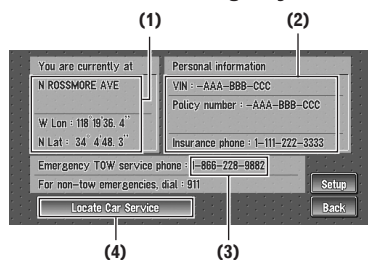 (1)
(2)
You are currently at
Personal information
N ROSSMORE AVE
VIN : -AAA-BBB-CCC
Policy number : -AAA-BBB-CCC
W Lon : 118°19'36. 4"
N Lat : 34° 4'48. 3"
Insurance phone : 1-111-222-3333
Emergency TOW service phone : 1-866-228-9882
For non-tow emergencies, dial : 911
Setup
Locate Car Service
Back
(4)
(3)